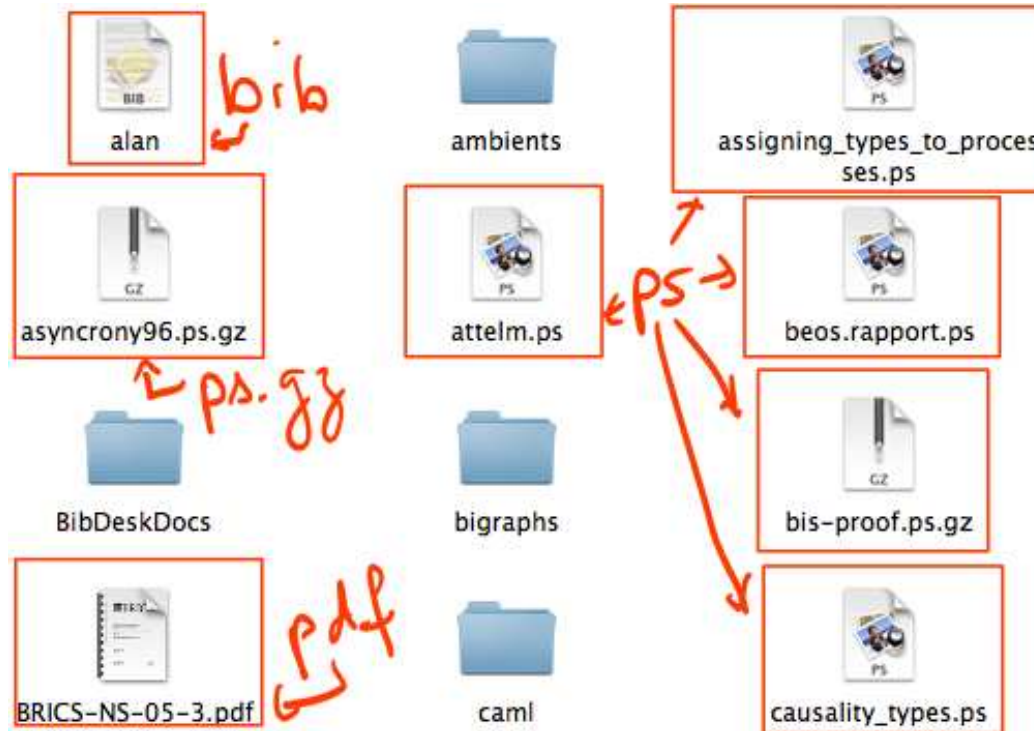 BIB
bib
PS
alan
ambients
assigning_types_to_proces
ses.ps
GZ
PS
ps
PS
asyncrony96.ps.gz
attelm.ps
beos.rapport.ps
ps.gz
GZ
BibDeskDocs
bigraphs
bis-proof.ps.gz
pdf
PS
BRICS-NS-05-3.pdf
caml
causality_types.ps